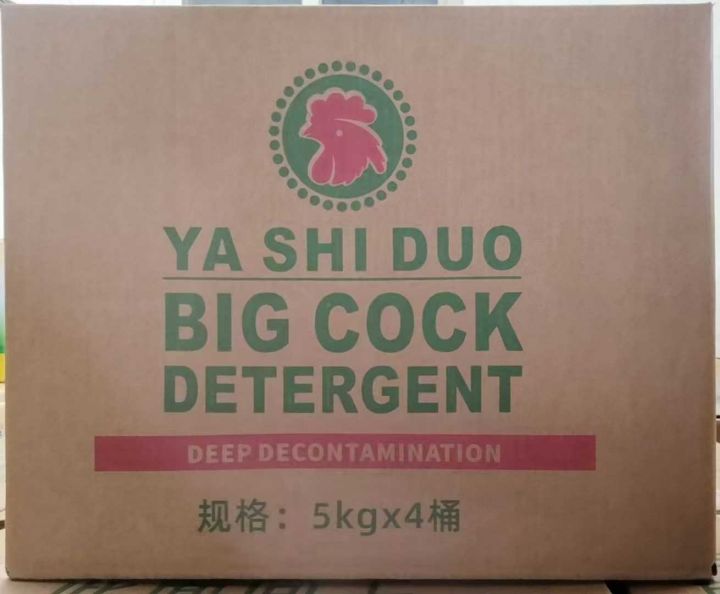 YA SHI DUO
BIG COCK
DETERGENT
DEEP DECONTAMINATION
规格：5kgx4桶